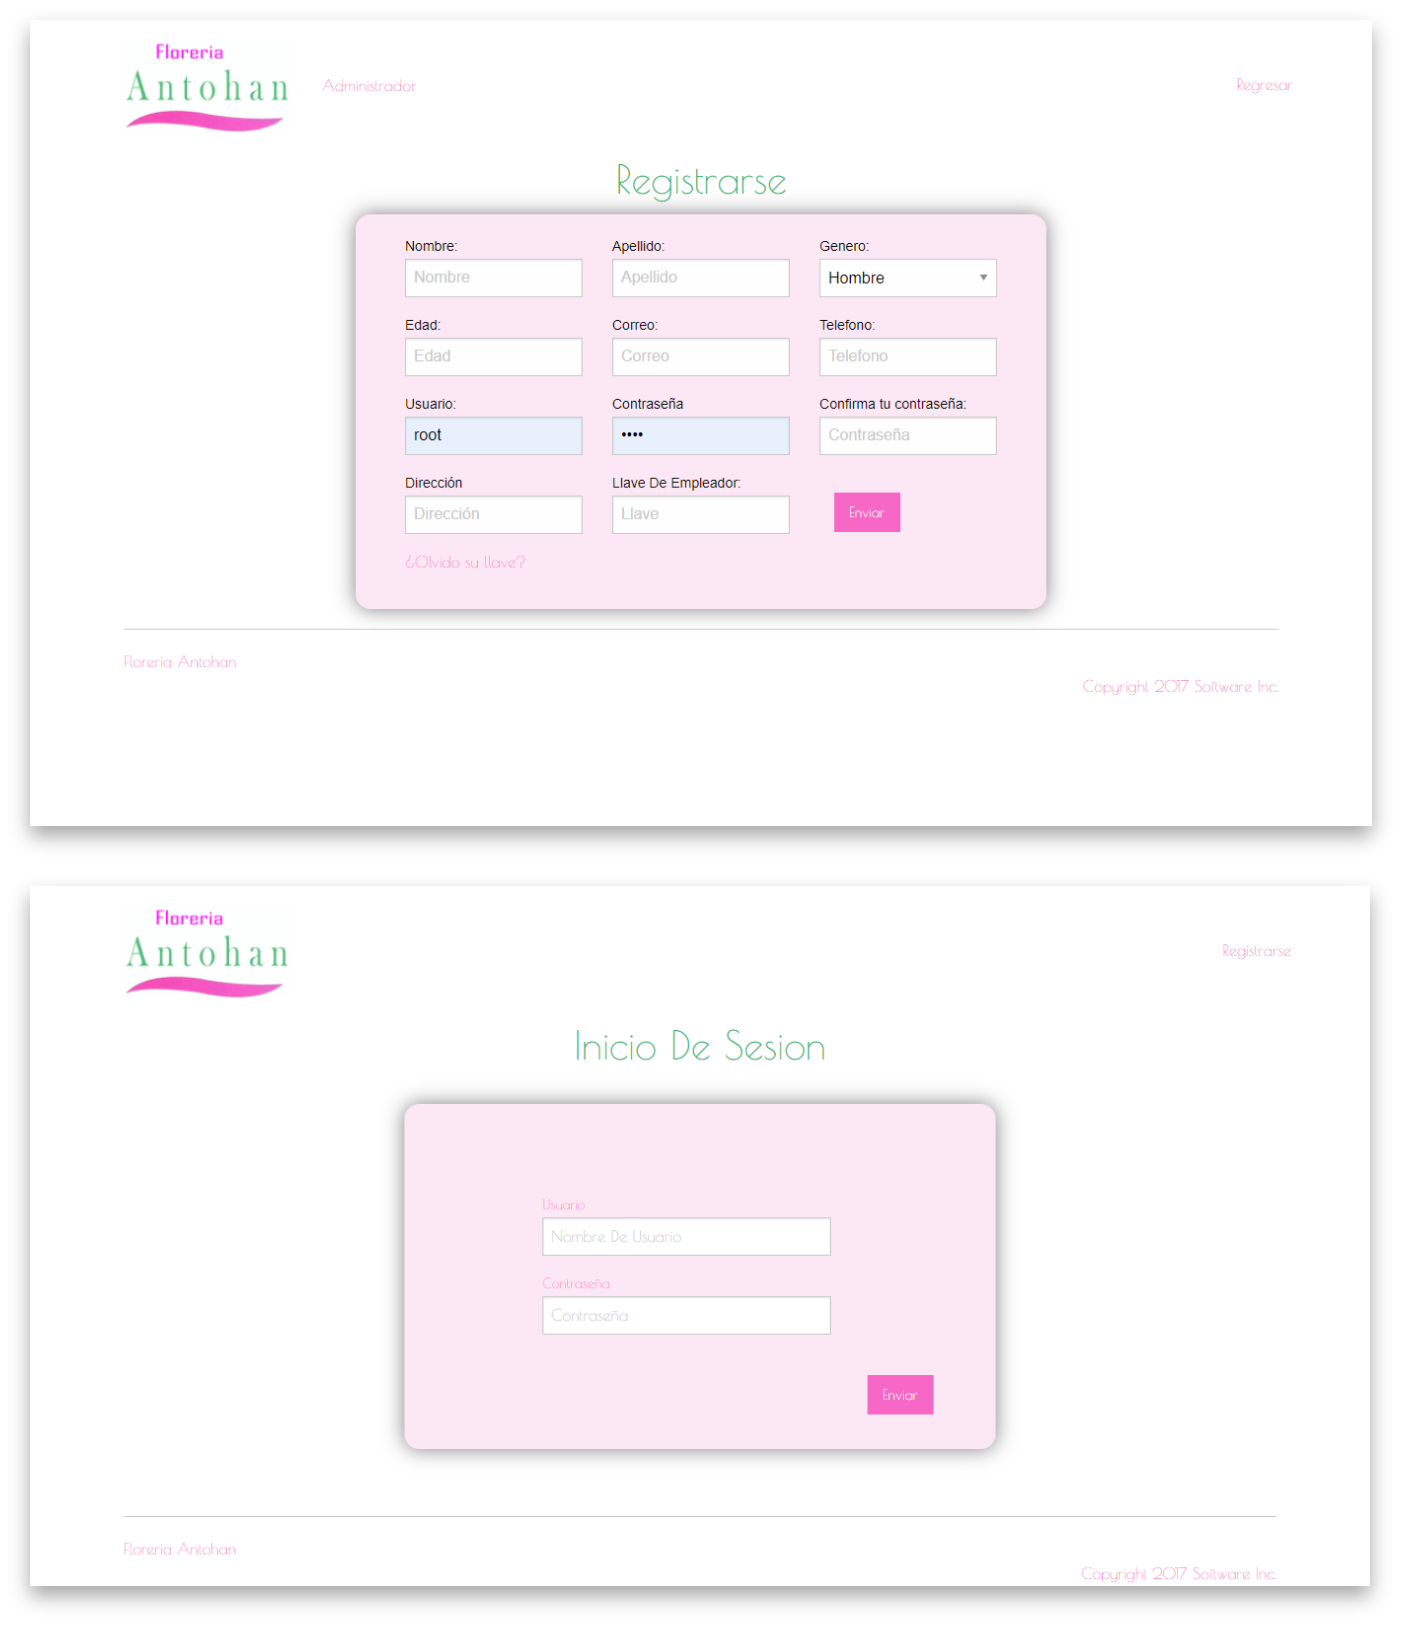 Floreria
Antohan
Administrador
Regresar
Registrarse
Nombre: Apellido: Genero:
Nombre Apellido Hombre
Edad: Correo: Telefono:
Edad Correo Telefono
Usuario: Contraseña Confirma tu contraseña:
root •••• Contraseña
Dirección Llave De Empleador:
Dirección Llave Enviar
¿Olvido su llave?
Floreria Antohan
Copyright 2017 Software Inc.
Floreria
Antohan
Registrarse
Inicio De Sesion
Usuario
Nombre De Usuario
Contraseña
Contraseña
Enviar
Floreria Antohan
Copyright 2017 Software Inc.